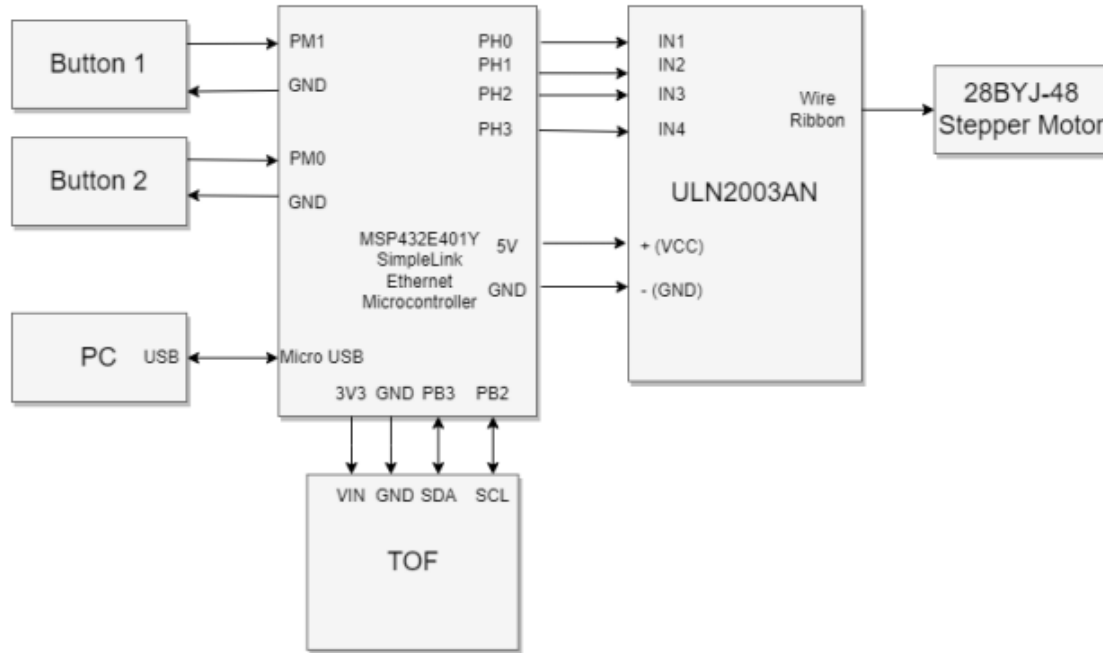 Button 1
PM1
GND
Button 2
PM0
GND
PC
USB
Micro USB
MSP432E401Y
SimpleLink
Ethernet
Microcontroller
PH0
PH1
PH2
PH3
5V
GND
3V3 GND PB3 PB2
VIN GND SDA SCL
TOF
IN1
IN2
IN3
IN4
Wire
Ribbon
ULN2003AN
+ (VCC)
- (GND)
28BYJ-48
Stepper Motor